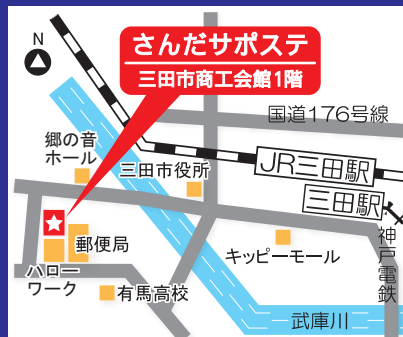 さんだサポステ
三田市商工会館1階
N
国道176号線
郷の音
ホール
三田市役所
JR三田駅
三田駅
神戸電鉄
郵便局
キッピーモール
ハロー
ワーク
有馬高校
武庫川